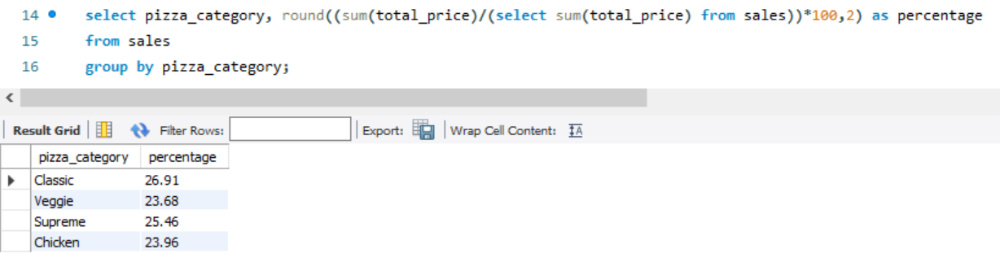 14 select pizza_category, round((sum(total_price)/(select sum(total_price) from sales))*100,2) as percentage
15 from sales
16 group by pizza_category;
Result Grid Filter Rows: Export: Wrap Cell Content: IA
pizza_category percentage
Classic 26.91
Veggie 23.68
Supreme 25.46
Chicken 23.96